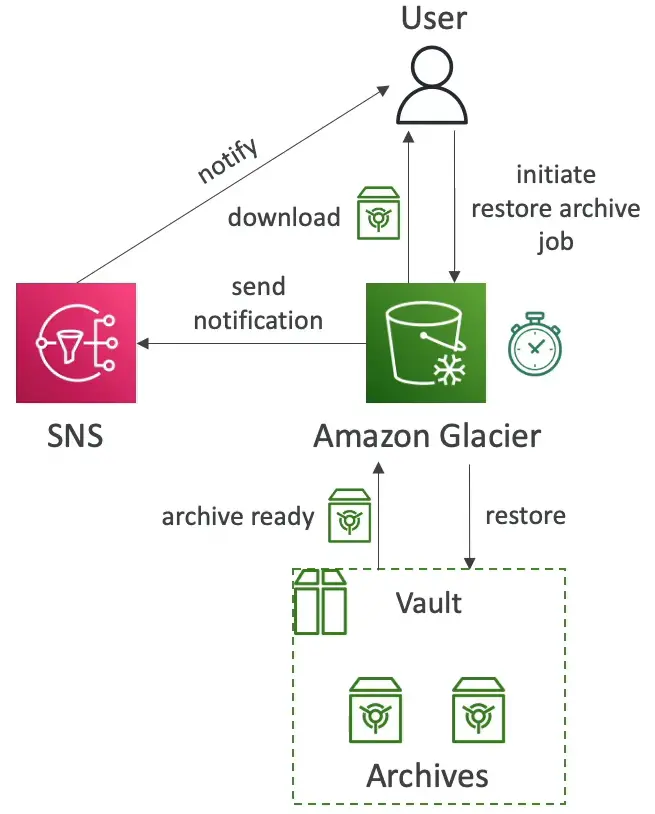 User
notify
initiate
restore archive
job
download
send
notification
SNS
Amazon Glacier
archive ready
restore
Vault
Archives